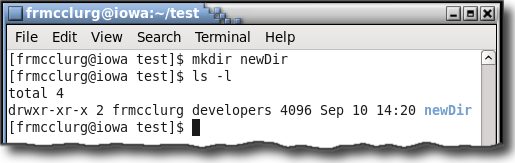 frmcclurg@iowa:~/test
File Edit View Search Terminal Help
[frmcclurg@iowa test]$ mkdir newDir
[frmcclurg@iowa test]$ ls -l
total 4
drwxr-xr-x 2 frmcclurg developers 4096 Sep 10 14:20 newDir
[frmcclurg@iowa test]$